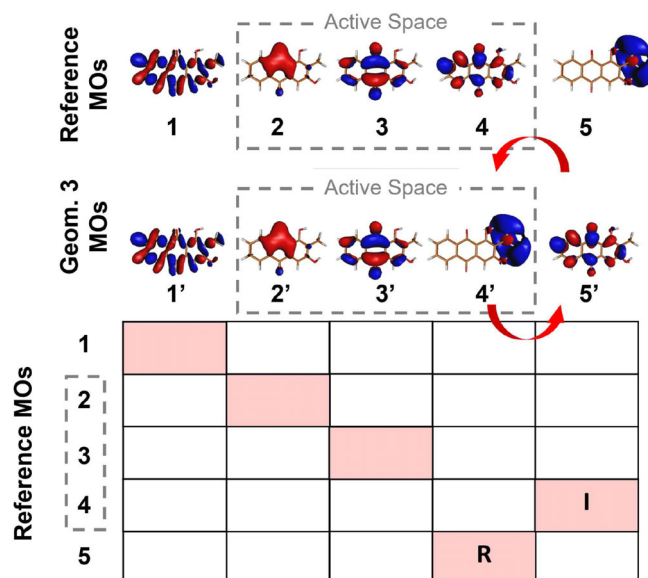 Active Space
Reference
MOs
1 2 3 4 5
Active Space
Geom. 3
MOs
1' 2' 3' 4' 5'
Reference MOs
1
2
3
4 I
5 R